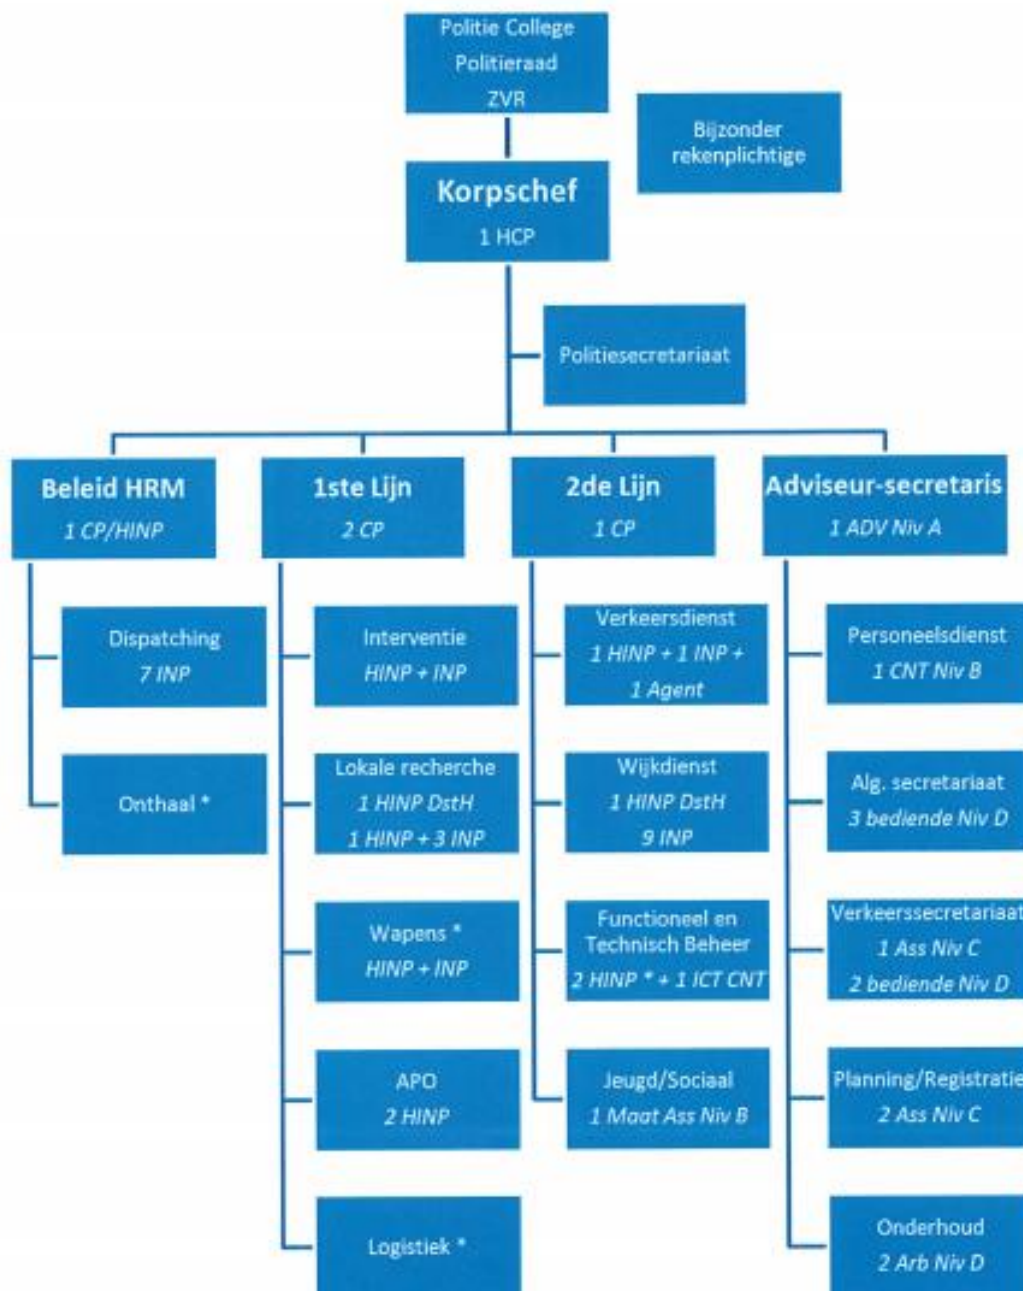 Politie College
Politieraad
ZVR
Bijzonder
rekenplichtige
Korpschef
1 HCP
Politiesecretariaat
Beleid HRM
1 CP/HINP
1ste Lijn
2 CP
2de Lijn
1 CP
Adviseur-secretaris
1 ADV Niv A
Dispatching
7 INP
Onthaal *
Interventie
HINP + INP
Lokale recherche
1 HINP DstH
1 HINP + 3 INP
Wapens *
HINP + INP
APO
2 HINP
Logistiek *
Verkeersdienst
1 HINP + 1 INP +
1 Agent
Wijkdienst
1 HINP DstH
9 INP
Functioneel en
Technisch Beheer
2 HINP * + 1 ICT CNT
Jeugd/Sociaal
1 Maat Ass Niv B
Personeelsdienst
1 CNT Niv B
Alg. secretariaat
3 bediende Niv D
Verkeerssecretariaat
1 Ass Niv C
2 bediende Niv D
Planning/Registratie
2 Ass Niv C
Onderhoud
2 Arb Niv D